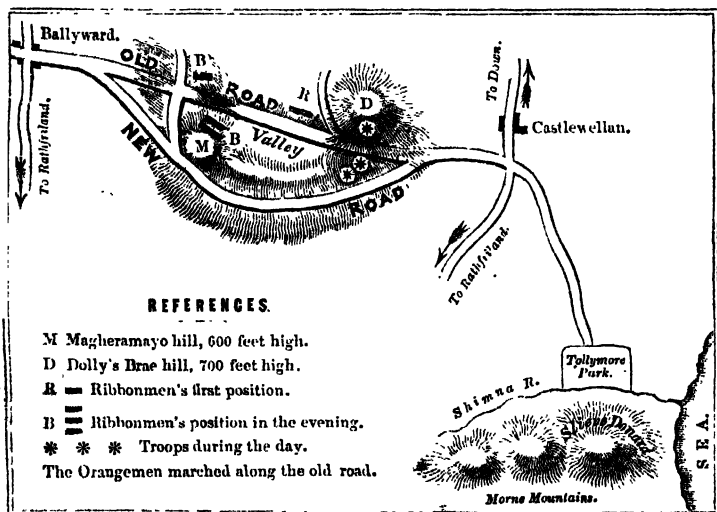 Ballyward.
OLD
B
ROAD
R
D
To Down.
Castlewellan.
To Rathfriland.
NEW
M
B
Valley
ROAD
To Rathfriland.
REFERENCES.
M Magheramayo hill, 600 feet high.
D Dolly's Brae hill, 700 feet high.
R Ribbonmen's first position.
B Ribbonmen's position in the evening.
* * * Troops during the day.
The Orangemen marched along the old road.
Tollymore
Park.
Shimna R.
Slieve Donard
Morne Mountains.
SEA.